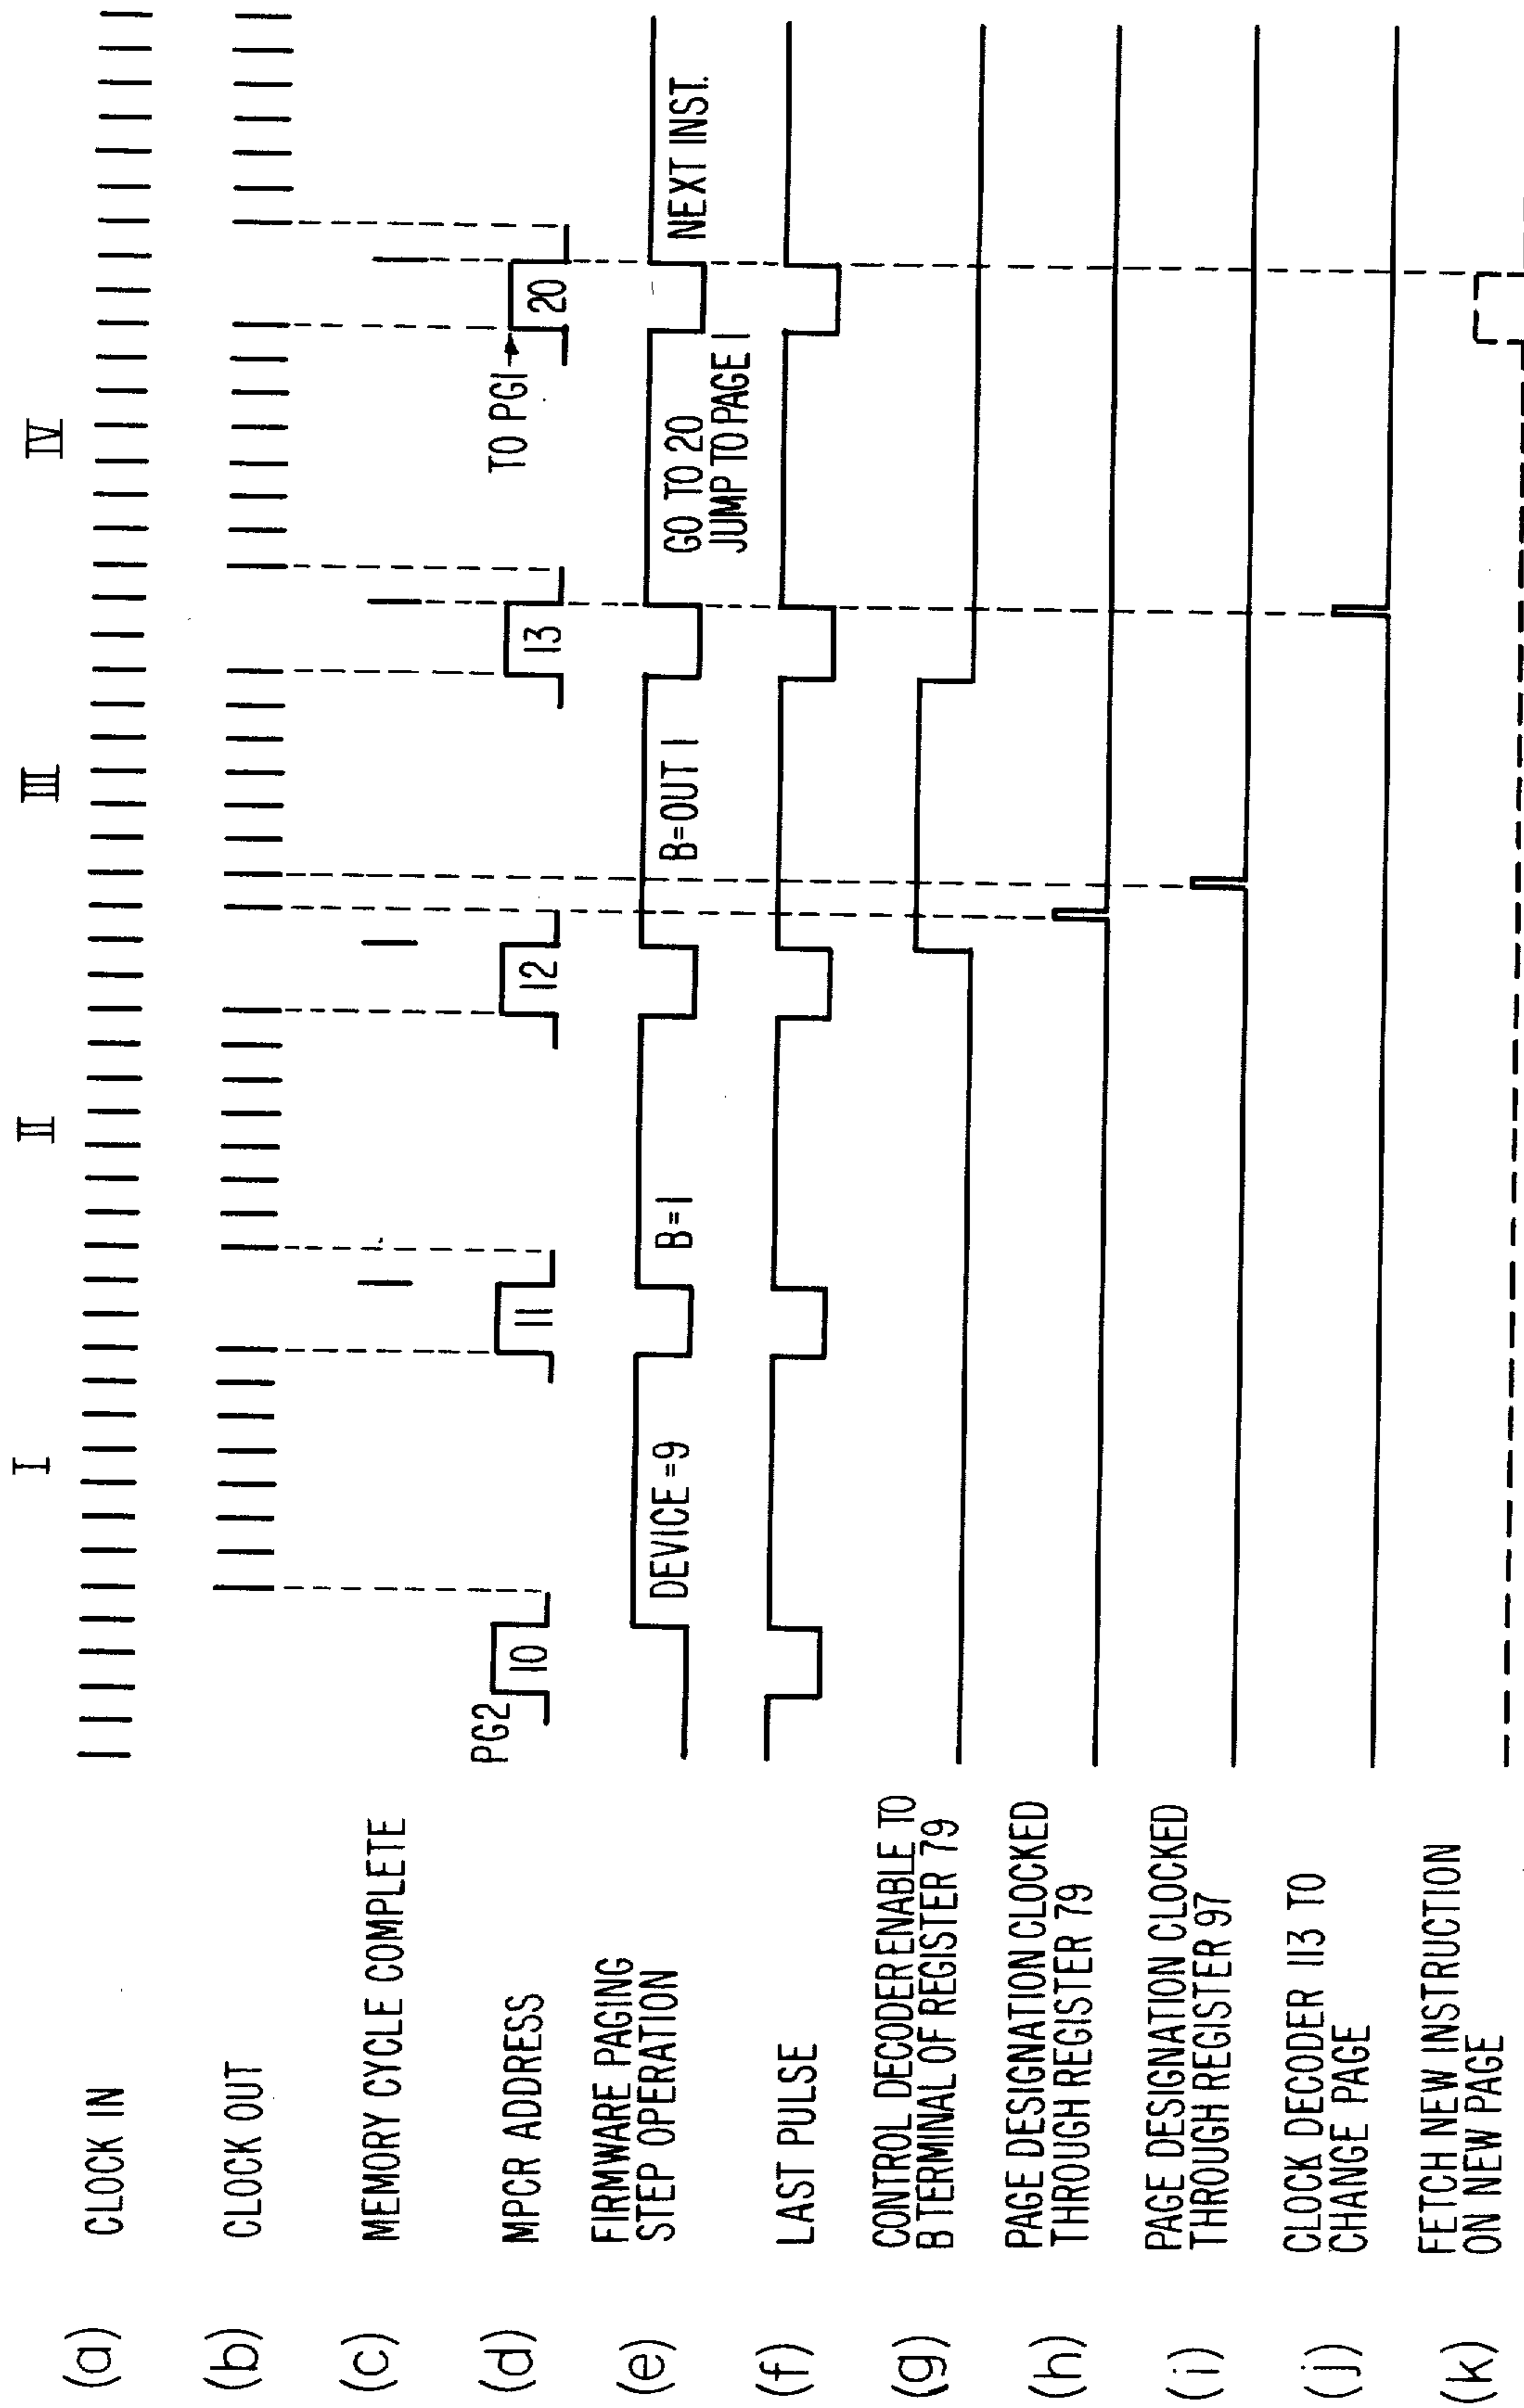 I II III IV
(a) CLOCK IN
(b) CLOCK OUT
(c) MEMORY CYCLE COMPLETE
(d) MPCR ADDRESS
PG2 10 11 12 13 TO PG1 20
(e) FIRMWARE PAGING
STEP OPERATION
DEVICE=9 B=1 B=OUT 1 GO TO 20
JUMP TO PAGE 1
NEXT INST.
(f) LAST PULSE
(g) CONTROL DECODER ENABLE TO
B TERMINAL OF REGISTER 79
(h) PAGE DESIGNATION CLOCKED
THROUGH REGISTER 79
(i) PAGE DESIGNATION CLOCKED
THROUGH REGISTER 97
(j) CLOCK DECODER 113 TO
CHANGE PAGE
(k) FETCH NEW INSTRUCTION
ON NEW PAGE